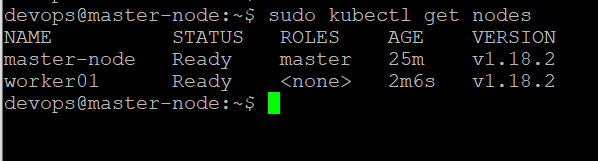 devops@master-node:~$ sudo kubectl get nodes
NAME STATUS ROLES AGE VERSION
master-node Ready master 25m v1.18.2
worker01 Ready <none> 2m6s v1.18.2
devops@master-node:~$